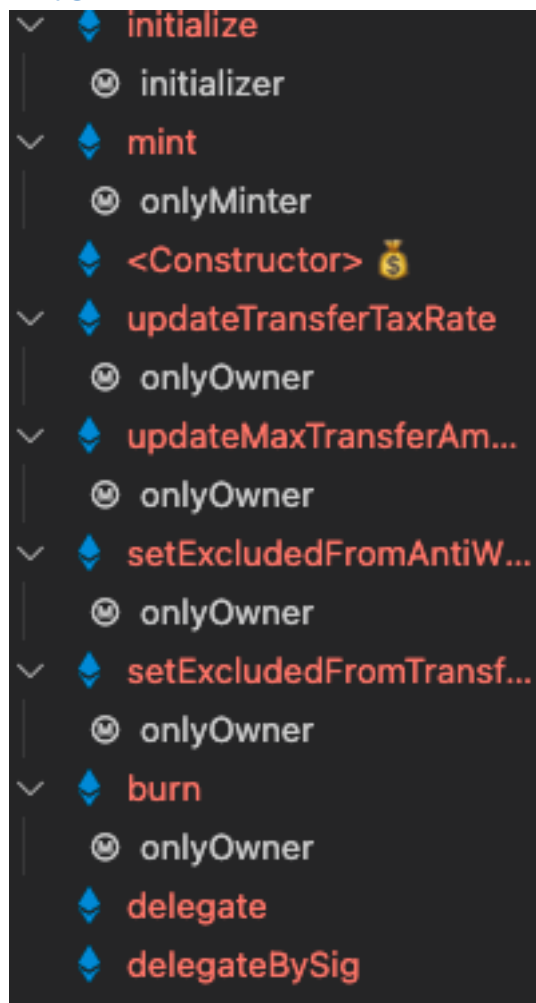 initialize
Ⓜ initializer
mint
Ⓜ onlyMinter
<Constructor> 💰
updateTransferTaxRate
Ⓜ onlyOwner
updateMaxTransferAm...
Ⓜ onlyOwner
setExcludedFromAntiW...
Ⓜ onlyOwner
setExcludedFromTransf...
Ⓜ onlyOwner
burn
Ⓜ onlyOwner
delegate
delegateBySig